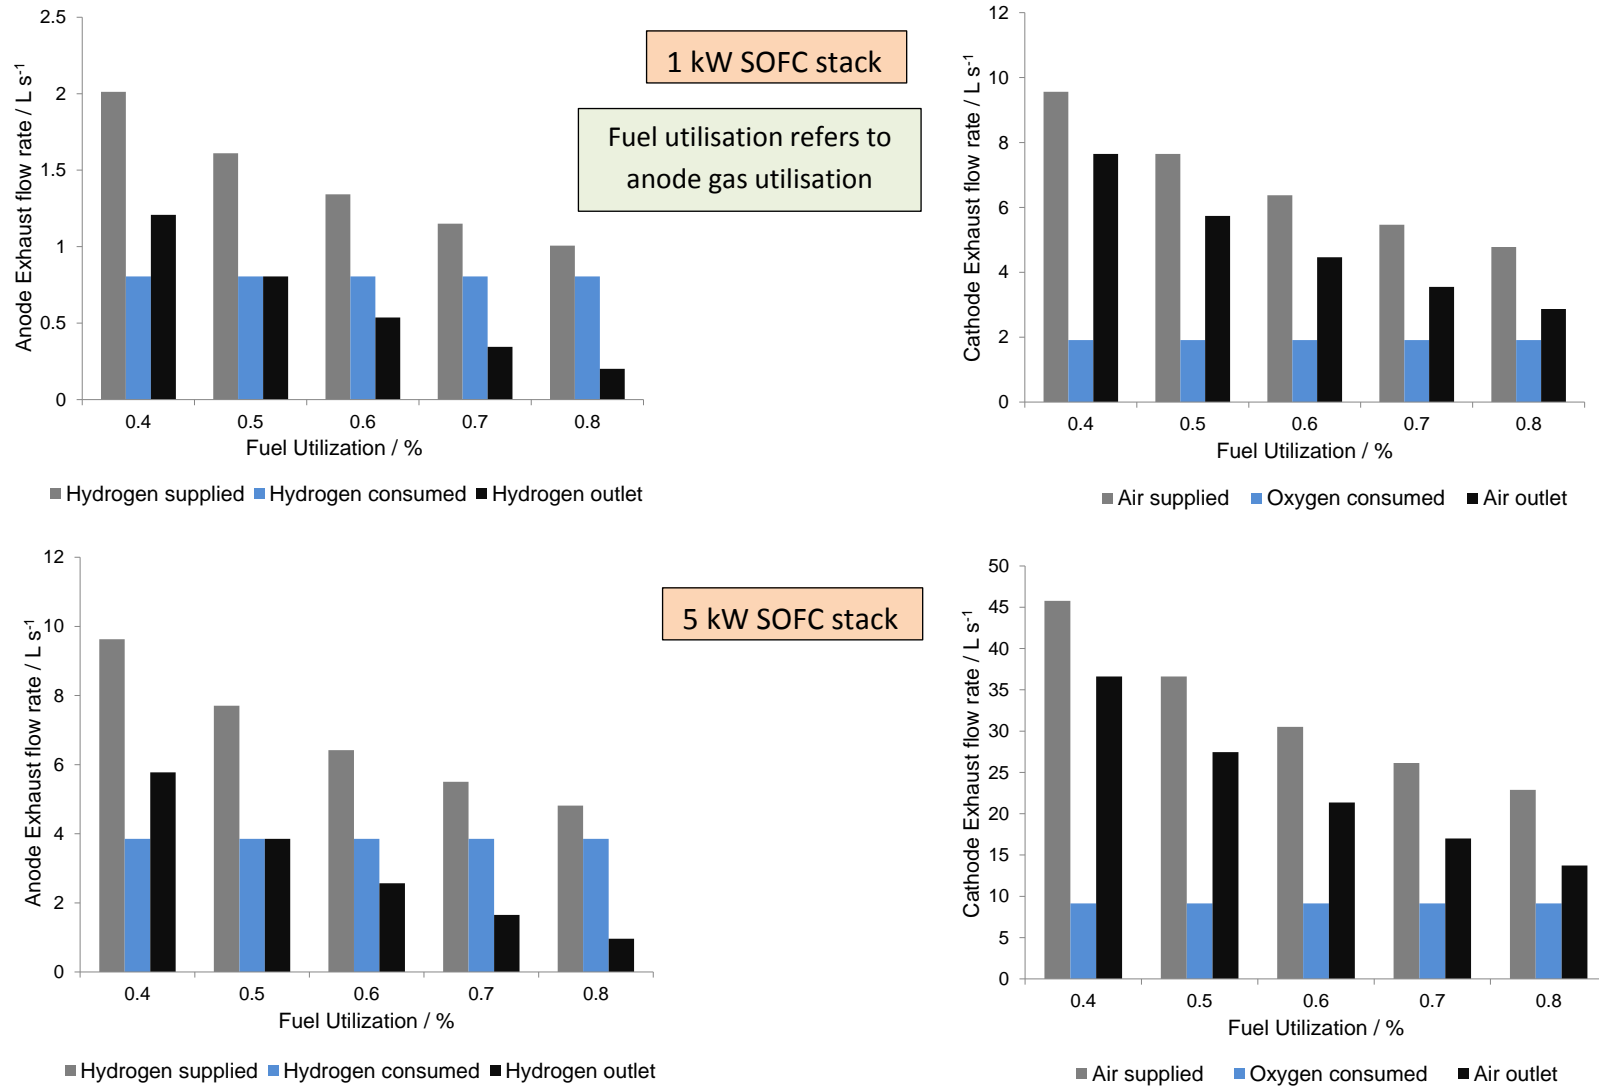 2.5
2
1.5
1
0.5
0
Anode Exhaust flow rate / L s-1
0.4 0.5 0.6 0.7 0.8
Fuel Utilization / %
Hydrogen supplied Hydrogen consumed Hydrogen outlet
1 kW SOFC stack
Fuel utilisation refers to
anode gas utilisation
12
10
8
6
4
2
0
Cathode Exhaust flow rate / L s-1
0.4 0.5 0.6 0.7 0.8
Fuel Utilization / %
Air supplied Oxygen consumed Air outlet
12
10
8
6
4
2
0
Anode Exhaust flow rate / L s-1
0.4 0.5 0.6 0.7 0.8
Fuel Utilization / %
Hydrogen supplied Hydrogen consumed Hydrogen outlet
5 kW SOFC stack
50
45
40
35
30
25
20
15
10
5
0
Cathode Exhaust flow rate / L s-1
0.4 0.5 0.6 0.7 0.8
Fuel Utilization / %
Air supplied Oxygen consumed Air outlet